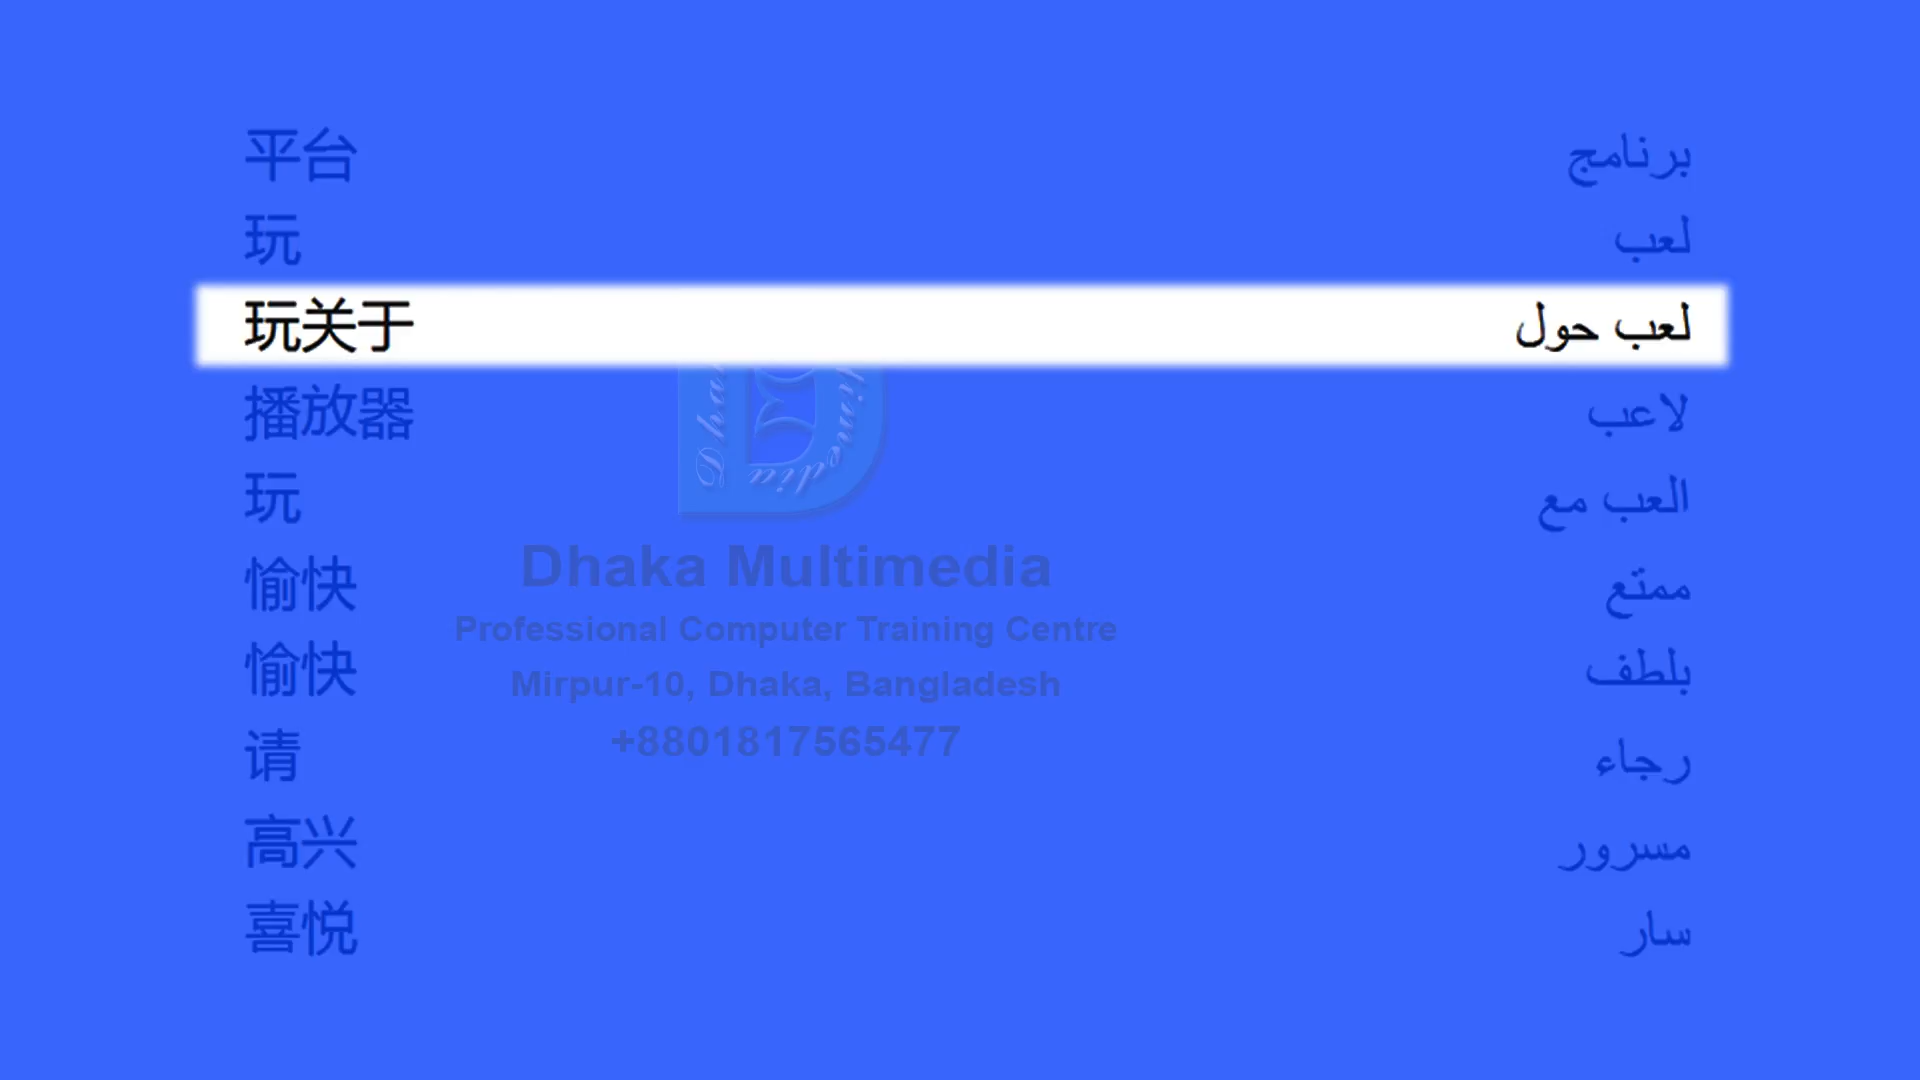 平台 برنامج
玩 لعب
玩关于 لعب حول
播放器 لاعب
玩 العب مع
愉快 ممتع
愉快 بلطف
请 رجاء
高兴 مسرور
喜悦 سار
Dhaka Multimedia
Professional Computer Training Centre
Mirpur-10, Dhaka, Bangladesh
+8801817565477